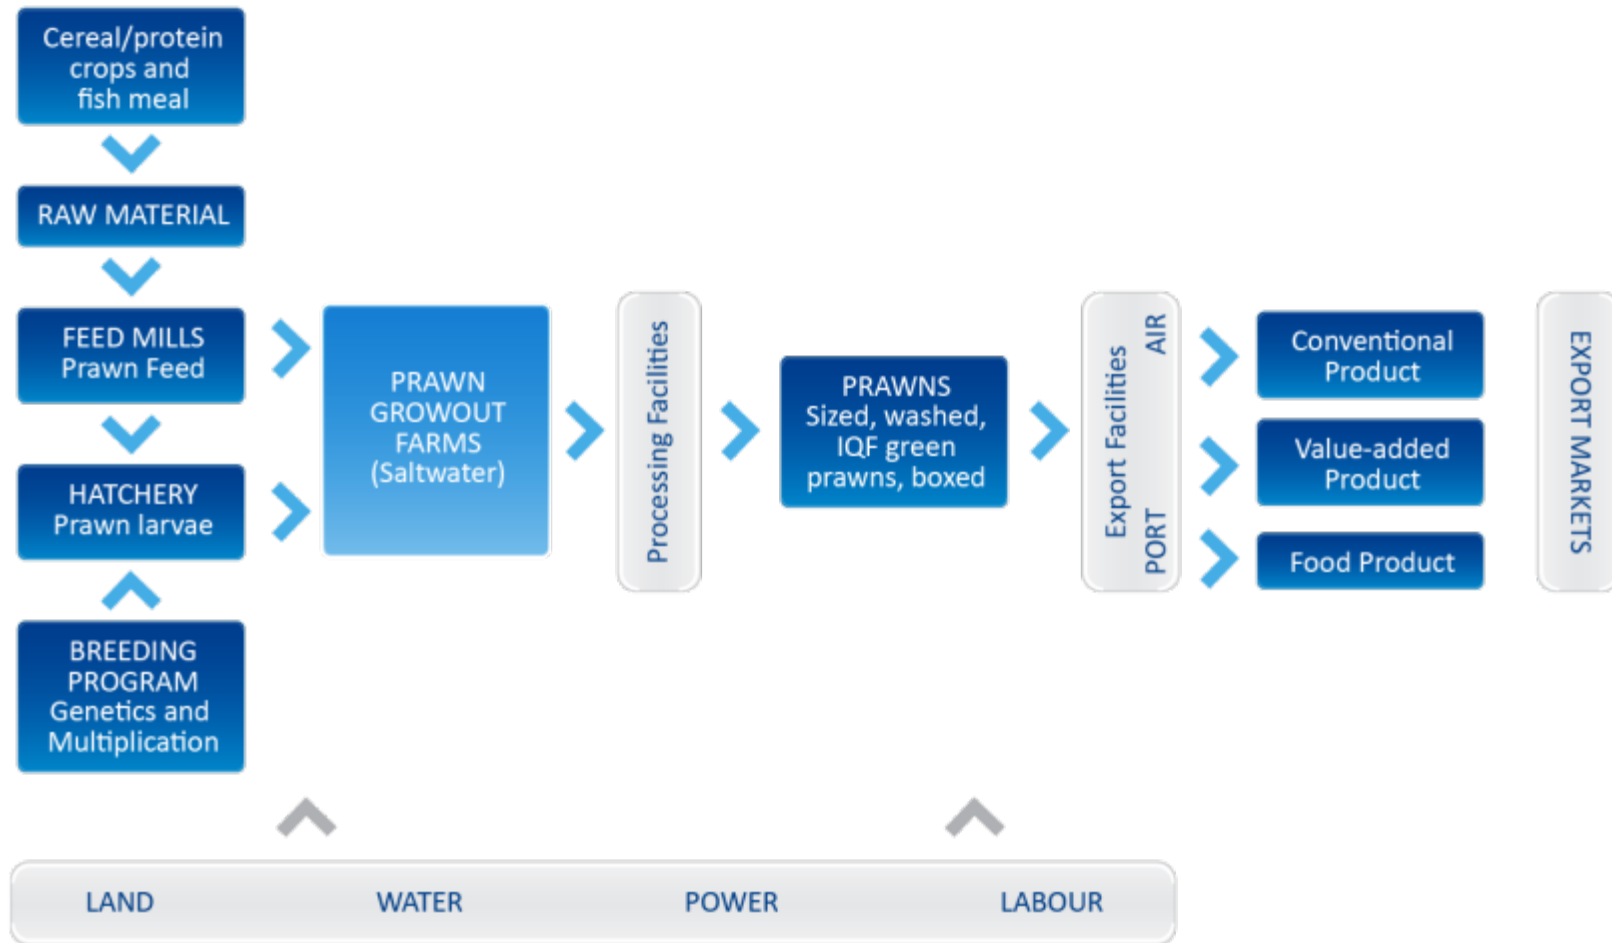 Cereal/protein
crops and
fish meal
RAW MATERIAL
FEED MILLS
Prawn Feed
HATCHERY
Prawn larvae
BREEDING
PROGRAM
Genetics and
Multiplication
PRAWN
GROWOUT
FARMS
(Saltwater)
Processing Facilities
PRAWNS
Sized, washed,
IQF green
prawns, boxed
Export Facilities
PORT
AIR
Conventional
Product
Value-added
Product
Food Product
EXPORT MARKETS
LAND
WATER
POWER
LABOUR